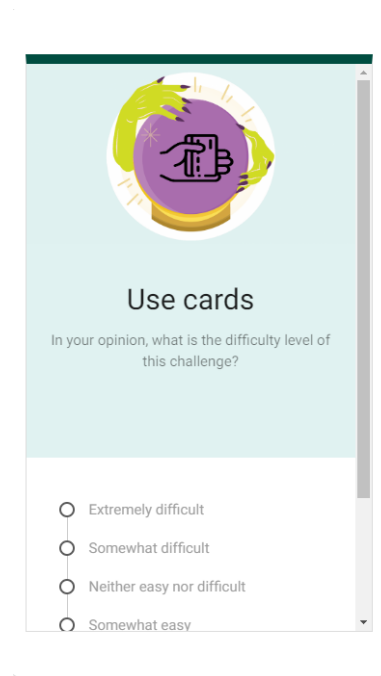 Use cards
In your opinion, what is the difficulty level of
this challenge?
Extremely difficult
Somewhat difficult
Neither easy nor difficult
Somewhat easy